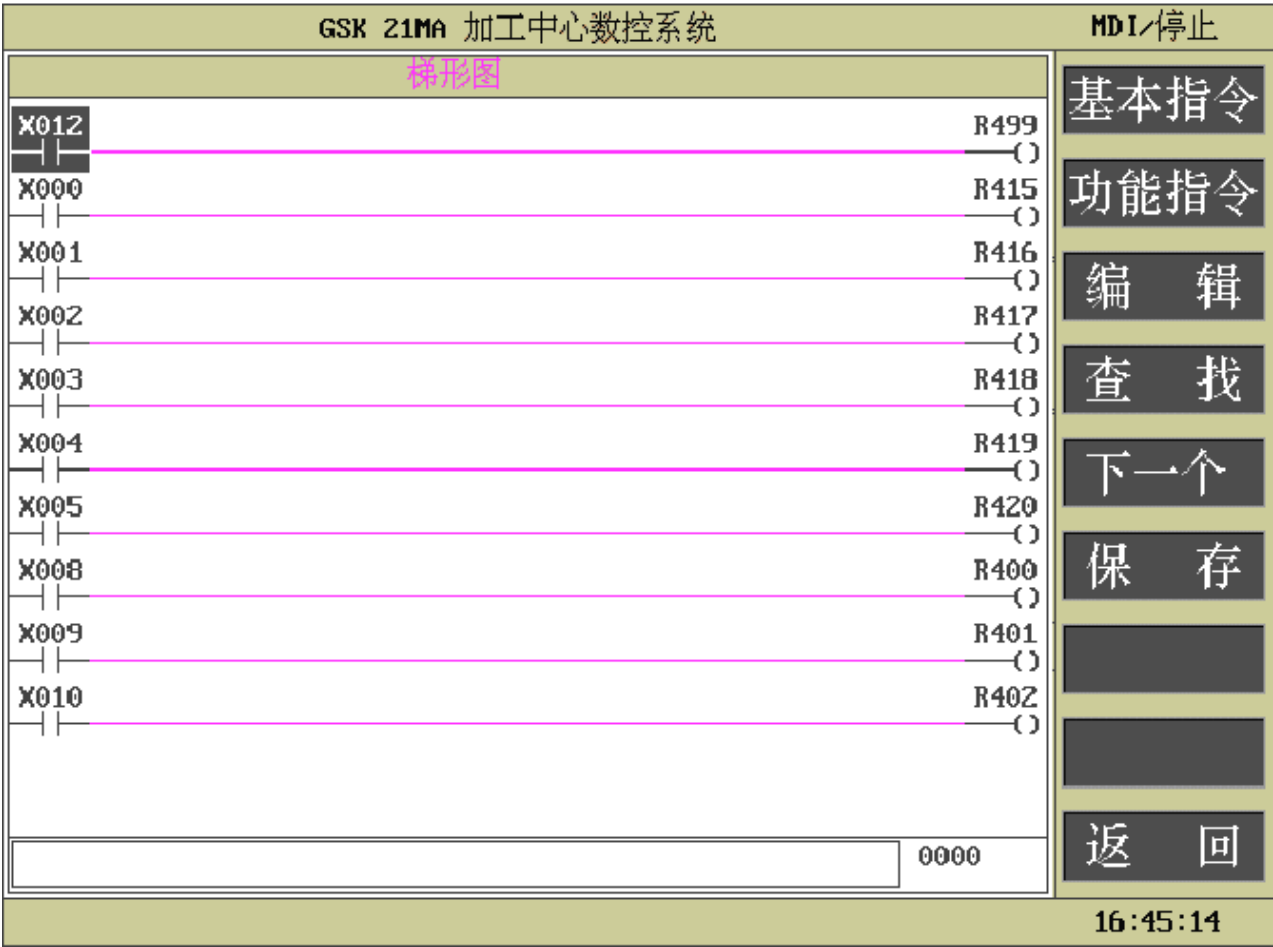 GSK 21MA 加工中心数控系统 MDI/停止
梯形图
X012 R499
X000 R415
X001 R416
X002 R417
X003 R418
X004 R419
X005 R420
X008 R400
X009 R401
X010 R402
0000
基本指令
功能指令
编 辑
查 找
下一个
保 存
返 回
16:45:14